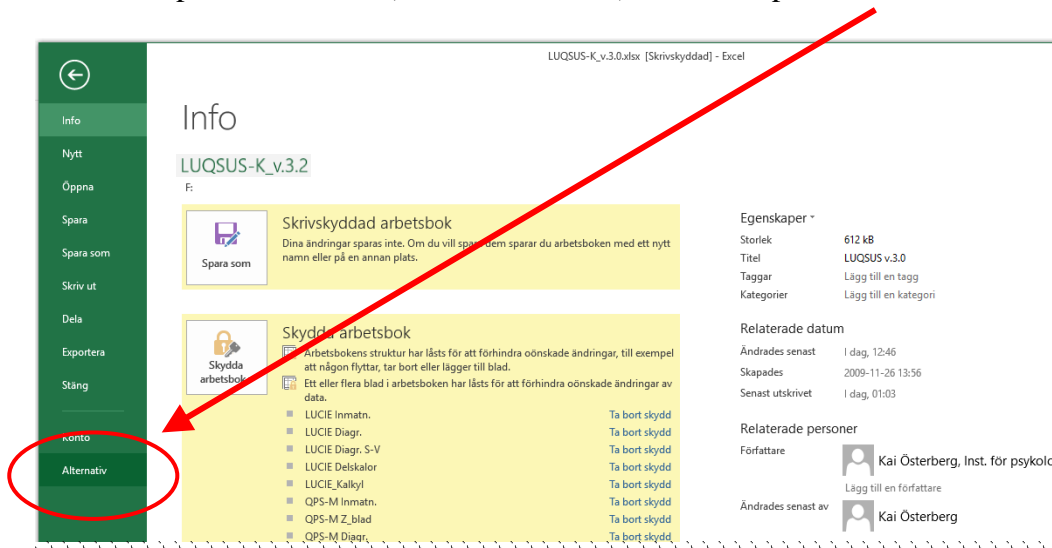 LUQSUS-K_v.3.0.xlsx [Skrivskyddad] - Excel
Info
Nytt
Öppna
Spara
Spara som
Skriv ut
Dela
Exportera
Stäng
Konto
Alternativ
Info
LUQSUS-K_v.3.2
F:
Spara som
Skrivskyddad arbetsbok
Dina ändringar sparas inte. Om du vill spara dem sparar du arbetsboken med ett nytt
namn eller på en annan plats.
Skydda
arbetsbok
Skydda arbetsbok
Arbetsbokens struktur har låsts för att förhindra oönskade ändringar, till exempel
att någon flyttar, tar bort eller lägger till blad.
Ett eller flera blad i arbetsboken har låsts för att förhindra oönskade ändringar av
data.
LUCIE Inmatn. Ta bort skydd
LUCIE Diagr. Ta bort skydd
LUCIE Diagr. S-V Ta bort skydd
LUCIE Delskalor Ta bort skydd
LUCIE_Kalkyl Ta bort skydd
QPS-M Inmatn. Ta bort skydd
QPS-M Z_blad Ta bort skydd
QPS-M Diagr. Ta bort skydd
Egenskaper
Storlek 612 kB
Titel LUQSUS v.3.0
Taggar Lägg till en tagg
Kategorier Lägg till en kategori
Relaterade datum
Ändrades senast I dag, 12:46
Skapades 2009-11-26 13:56
Senast utskrivet I dag, 01:03
Relaterade personer
Författare Kai Österberg, Inst. för psykolo
Lägg till en författare
Ändrades senast av Kai Österberg